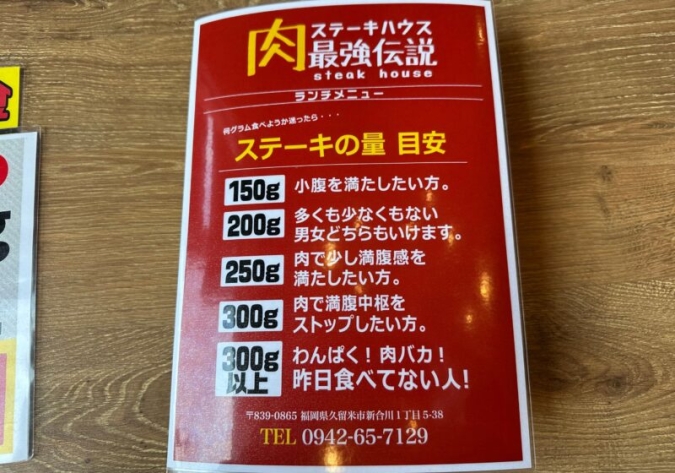 肉
ステーキハウス
最強伝説
steak house
ランチメニュー
何グラム食べようか迷ったら・・・
ステーキの量 目安
150g 小腹を満たしたい方。
200g 多くも少なくもない
男女どちらもいけます。
250g 肉で少し満腹感を
満たしたい方。
300g 肉で満腹中枢を
ストップしたい方。
300g以上 わんぱく!肉バカ!
昨日食べてない人!
〒839-0865 福岡県久留米市新合川1丁目5-38
TEL 0942-65-7129